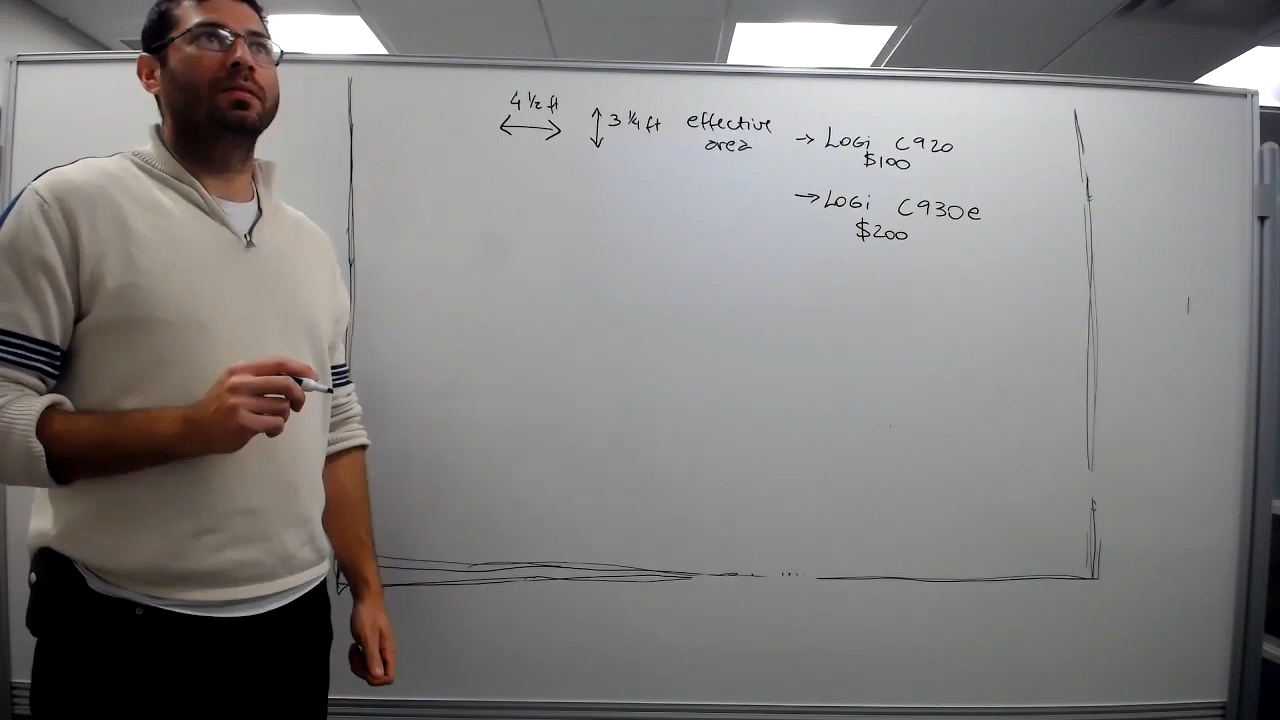 4 1/2 ft
3 1/4 ft effective
area
→ LOGi C920
$100
→ LOGi C930e
$200